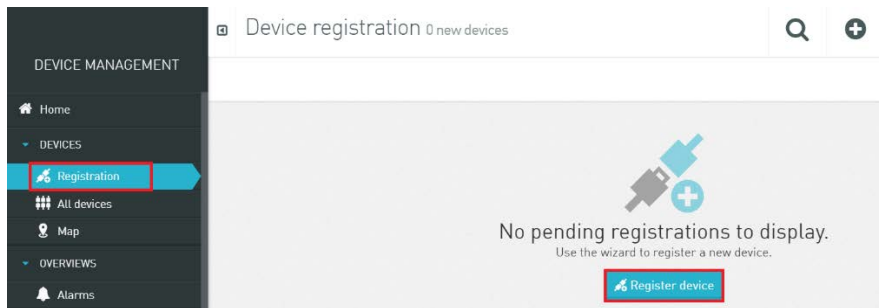 Device registration 0 new devices
DEVICE MANAGEMENT
Home
DEVICES
Registration
All devices
Map
OVERVIEWS
Alarms
No pending registrations to display.
Use the wizard to register a new device.
Register device